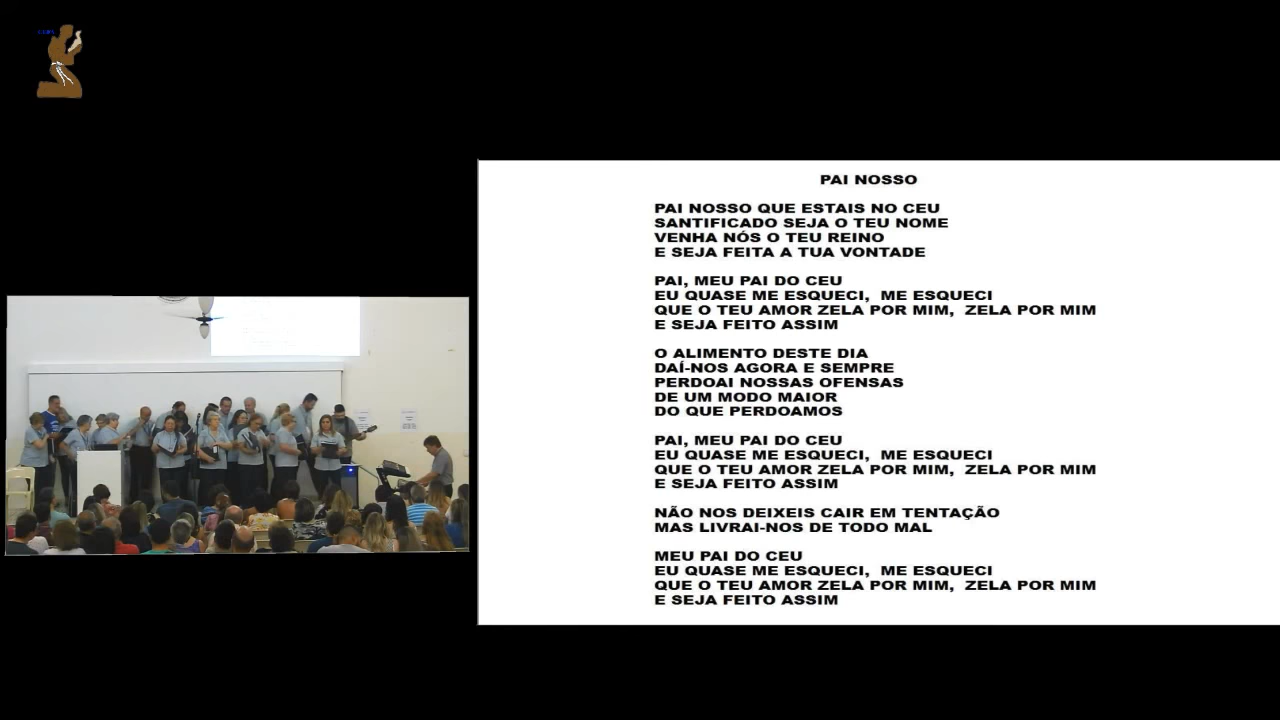 PAI NOSSO
PAI NOSSO QUE ESTAIS NO CEU
SANTIFICADO SEJA O TEU NOME
VENHA NÓS O TEU REINO
E SEJA FEITA A TUA VONTADE
PAI, MEU PAI DO CEU
EU QUASE ME ESQUECI, ME ESQUECI
QUE O TEU AMOR ZELA POR MIM, ZELA POR MIM
E SEJA FEITO ASSIM
O ALIMENTO DESTE DIA
DAÍ-NOS AGORA E SEMPRE
PERDOAI NOSSAS OFENSAS
DE UM MODO MAIOR
DO QUE PERDOAMOS
PAI, MEU PAI DO CEU
EU QUASE ME ESQUECI, ME ESQUECI
QUE O TEU AMOR ZELA POR MIM, ZELA POR MIM
E SEJA FEITO ASSIM
NÃO NOS DEIXEIS CAIR EM TENTAÇÃO
MAS LIVRAI-NOS DE TODO MAL
MEU PAI DO CEU
EU QUASE ME ESQUECI, ME ESQUECI
QUE O TEU AMOR ZELA POR MIM, ZELA POR MIM
E SEJA FEITO ASSIM